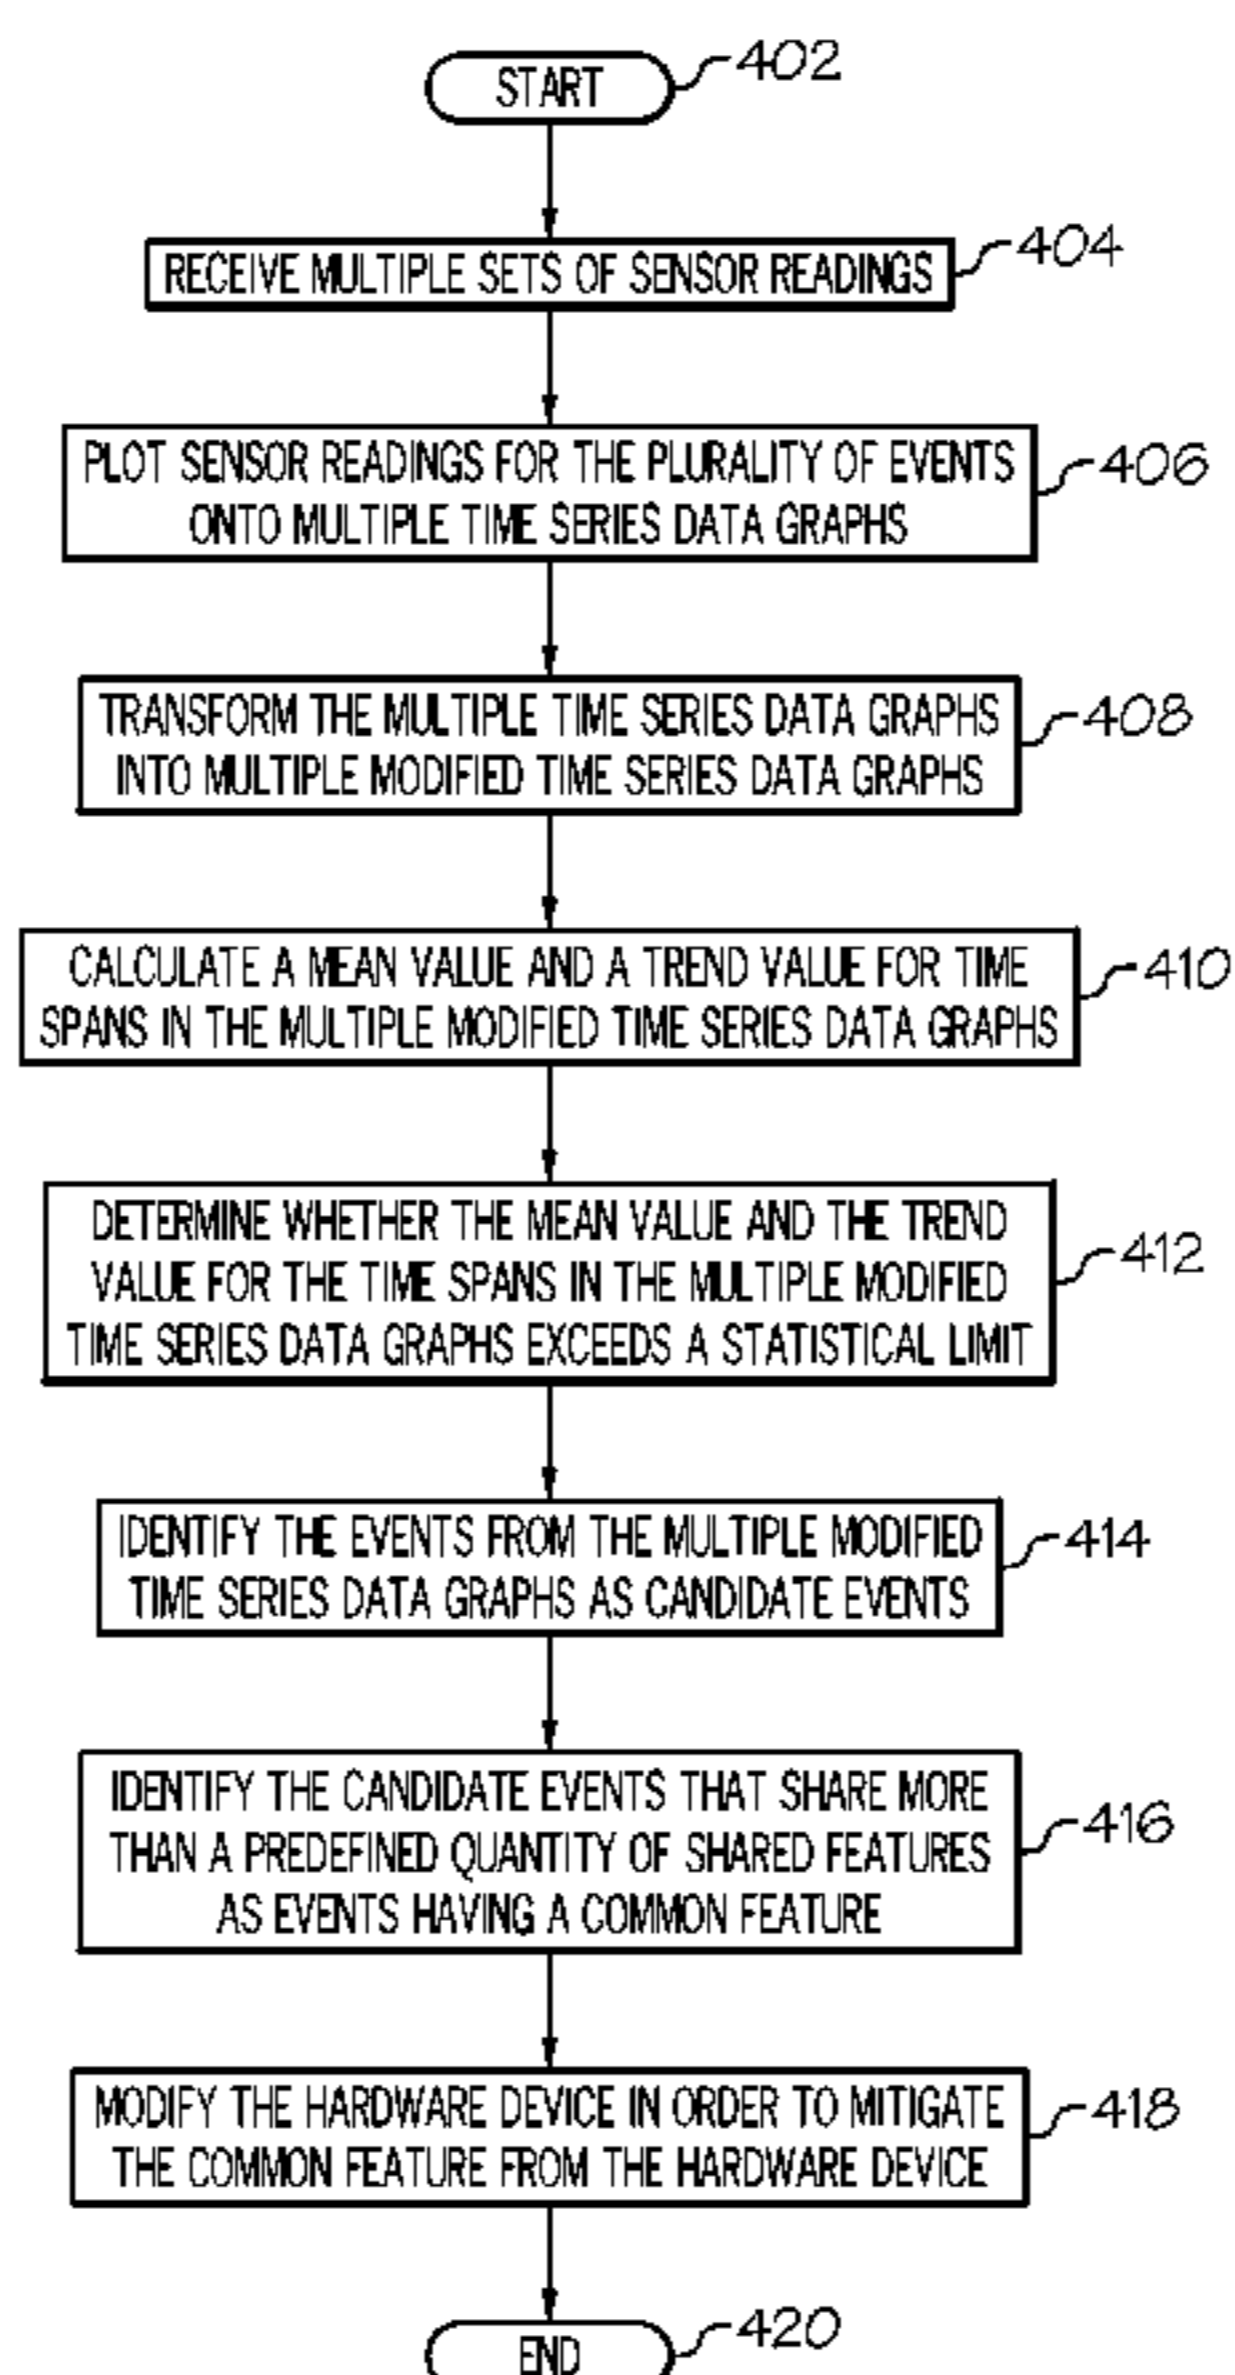 START
402
RECEIVE MULTIPLE SETS OF SENSOR READINGS
404
PLOT SENSOR READINGS FOR THE PLURALITY OF EVENTS
ONTO MULTIPLE TIME SERIES DATA GRAPHS
406
TRANSFORM THE MULTIPLE TIME SERIES DATA GRAPHS
INTO MULTIPLE MODIFIED TIME SERIES DATA GRAPHS
408
CALCULATE A MEAN VALUE AND A TREND VALUE FOR TIME
SPANS IN THE MULTIPLE MODIFIED TIME SERIES DATA GRAPHS
410
DETERMINE WHETHER THE MEAN VALUE AND THE TREND
VALUE FOR THE TIME SPANS IN THE MULTIPLE MODIFIED
TIME SERIES DATA GRAPHS EXCEEDS A STATISTICAL LIMIT
412
IDENTIFY THE EVENTS FROM THE MULTIPLE MODIFIED
TIME SERIES DATA GRAPHS AS CANDIDATE EVENTS
414
IDENTIFY THE CANDIDATE EVENTS THAT SHARE MORE
THAN A PREDEFINED QUANTITY OF SHARED FEATURES
AS EVENTS HAVING A COMMON FEATURE
416
MODIFY THE HARDWARE DEVICE IN ORDER TO MITIGATE
THE COMMON FEATURE FROM THE HARDWARE DEVICE
418
END
420